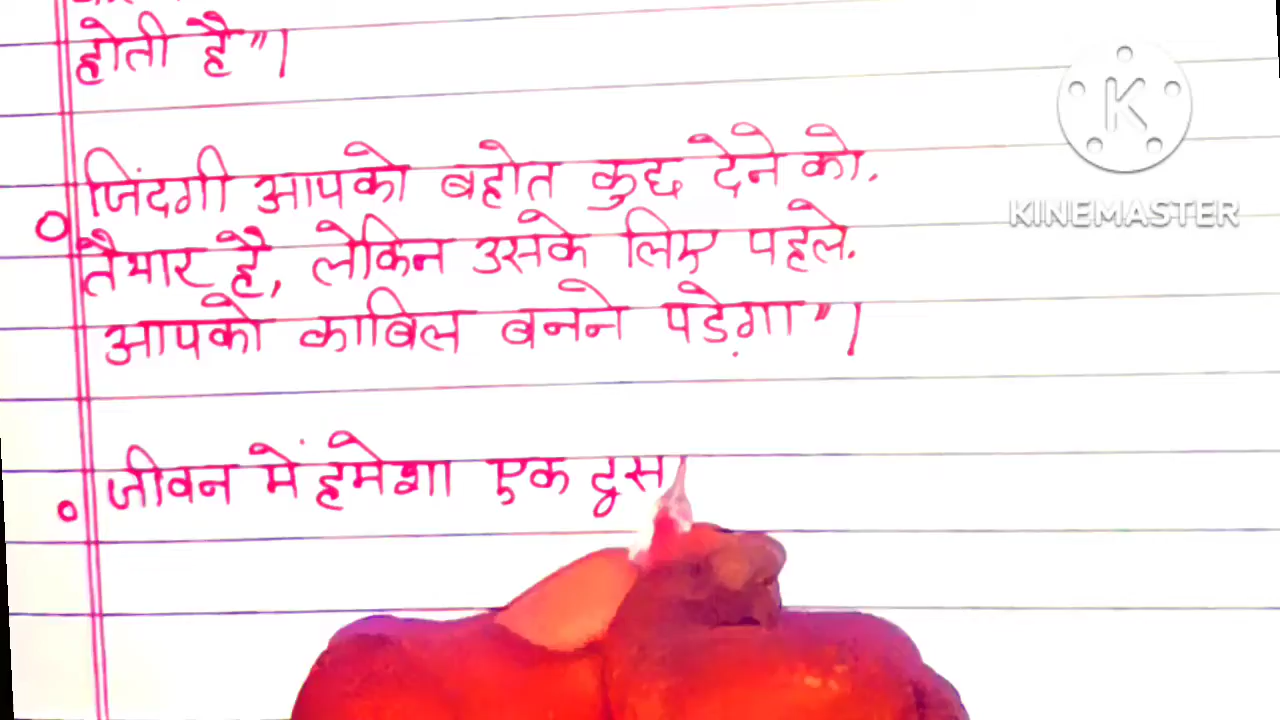 होती है”।
जिंदगी आपको बहोत कुछ देने को.
तैयार है, लेकिन उसके लिए पहले.
आपको काबिल बनने पड़ेगा”।
जीवन में हमेशा एक दुस
KINEMASTER